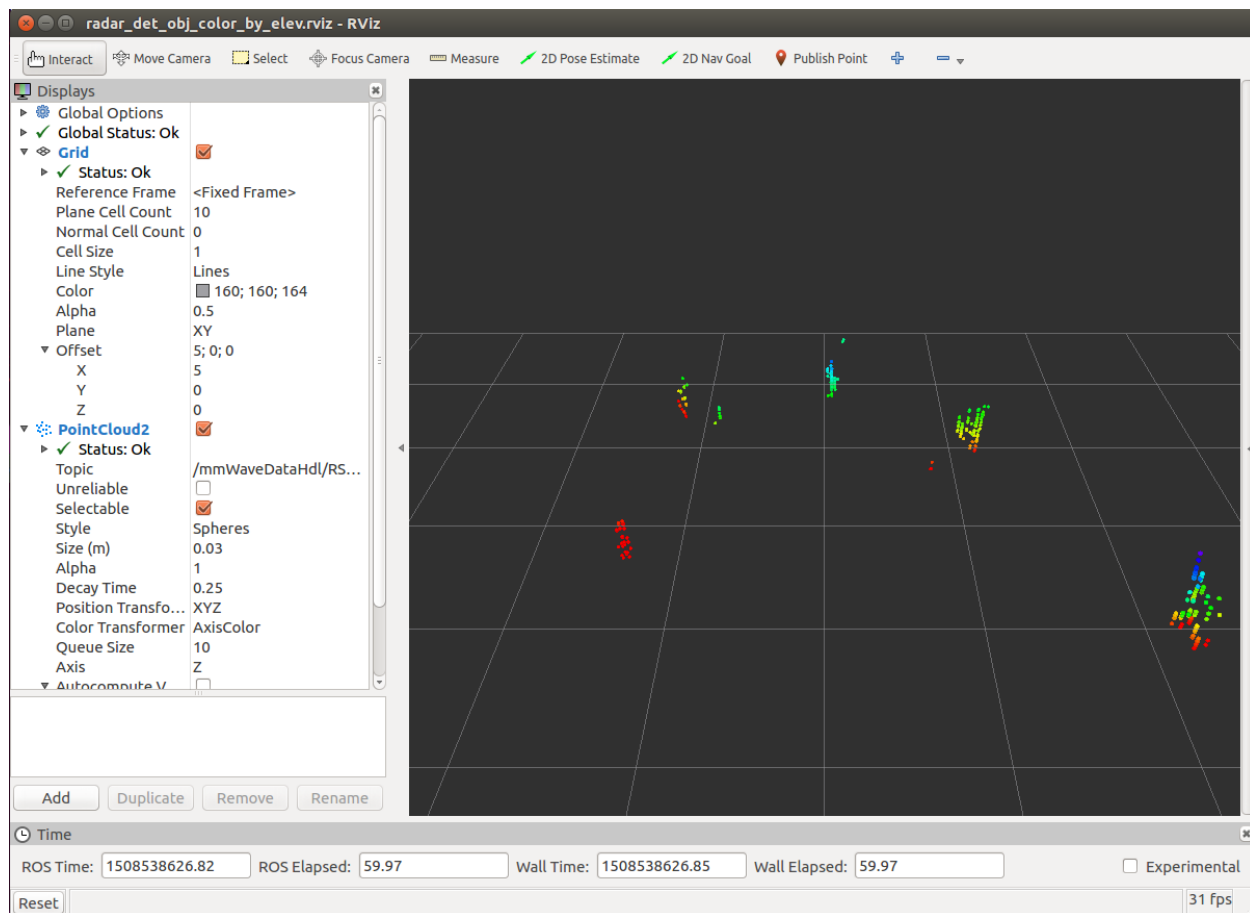 radar_det_obj_color_by_elev.rviz - RViz
Interact Move Camera Select Focus Camera Measure 2D Pose Estimate 2D Nav Goal Publish Point
Displays
Global Options
Global Status: Ok
Grid
Status: Ok
Reference Frame <Fixed Frame>
Plane Cell Count 10
Normal Cell Count 0
Cell Size 1
Line Style Lines
Color 160; 160; 164
Alpha 0.5
Plane XY
Offset 5; 0; 0
X 5
Y 0
Z 0
PointCloud2
Status: Ok
Topic /mmWaveDataHdl/RS...
Unreliable
Selectable
Style Spheres
Size (m) 0.03
Alpha 1
Decay Time 0.25
Position Transfo... XYZ
Color Transformer AxisColor
Queue Size 10
Axis Z
Autocompute V
Add Duplicate Remove Rename
Time
ROS Time: 1508538626.82 ROS Elapsed: 59.97 Wall Time: 1508538626.85 Wall Elapsed: 59.97 Experimental
Reset 31 fps